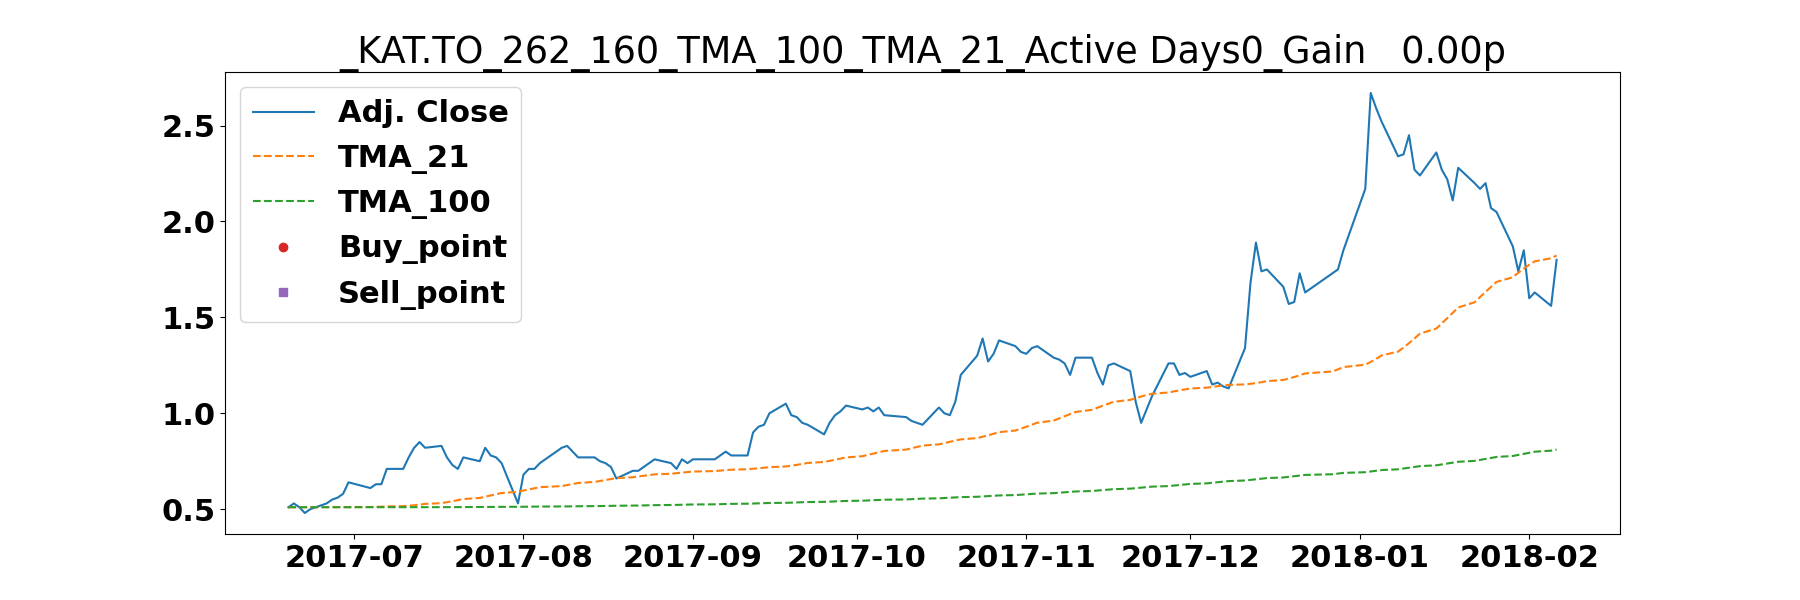 _KAT.TO_262_160_TMA_100_TMA_21_Active Days0_Gain   0.00p
Adj. Close
TMA_21
TMA_100
Buy_point
Sell_point
2.5
2.0
1.5
1.0
0.5
2017-07 2017-08 2017-09 2017-10 2017-11 2017-12 2018-01 2018-02